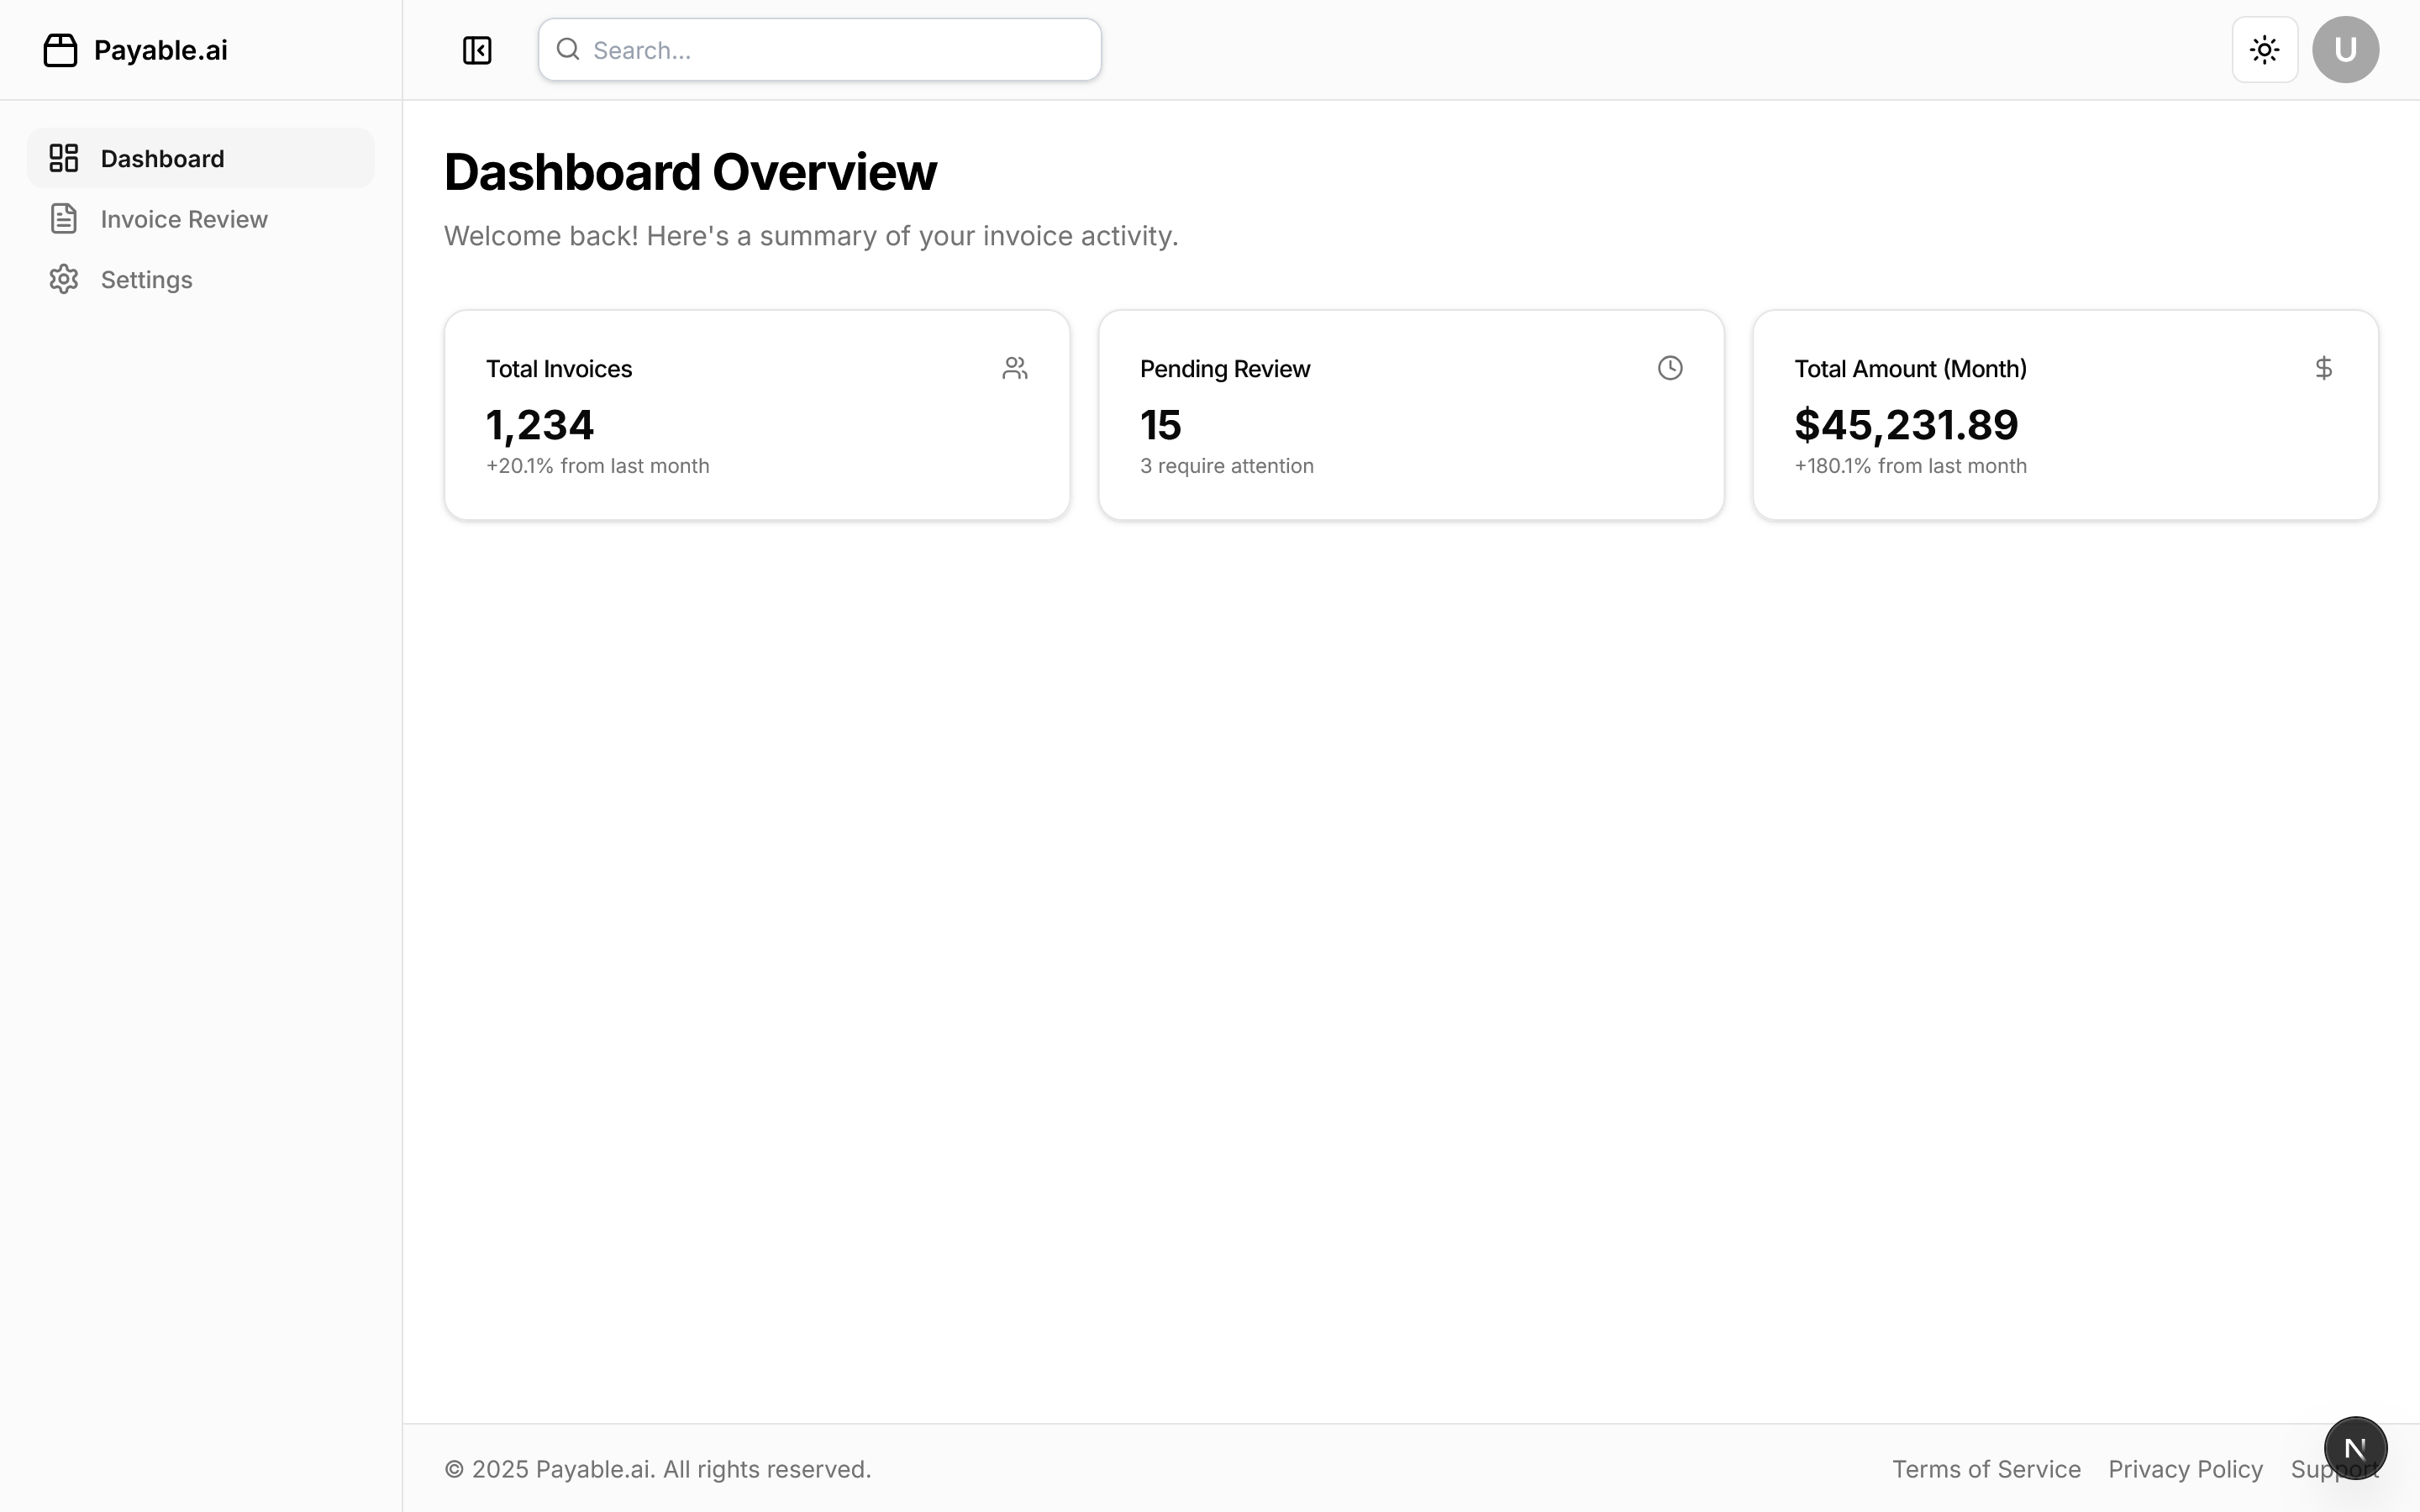 Payable.ai
Search...
U
Dashboard
Invoice Review
Settings
Dashboard Overview
Welcome back! Here's a summary of your invoice activity.
Total Invoices
1,234
+20.1% from last month
Pending Review
15
3 require attention
Total Amount (Month)
$45,231.89
+180.1% from last month
© 2025 Payable.ai. All rights reserved.
Terms of Service
Privacy Policy
Support
N